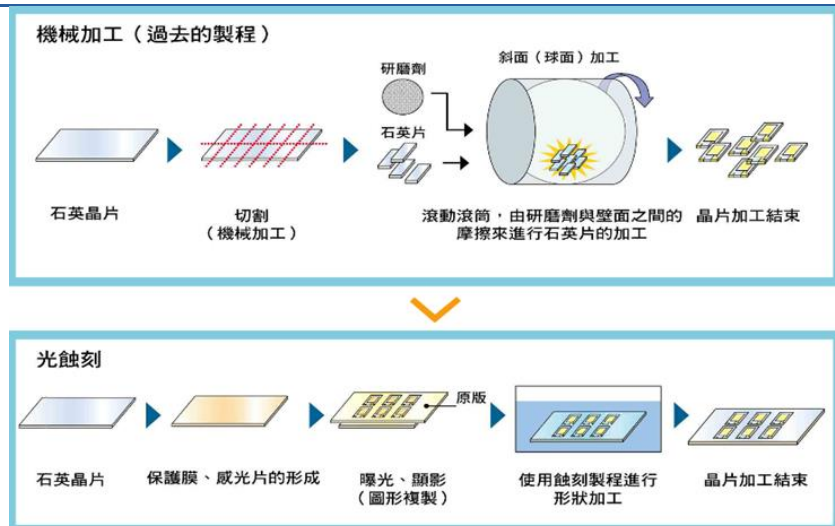 機械加工（過去的製程）
研磨劑
石英片
斜面（球面）加工
石英晶片
切割
（機械加工）
滾動滾筒，由研磨劑與壁面之間的
摩擦來進行石英片的加工
晶片加工結束
光蝕刻
原版
石英晶片
保護膜、感光片的形成
曝光、顯影
（圖形複製）
使用蝕刻製程進行
形狀加工
晶片加工結束